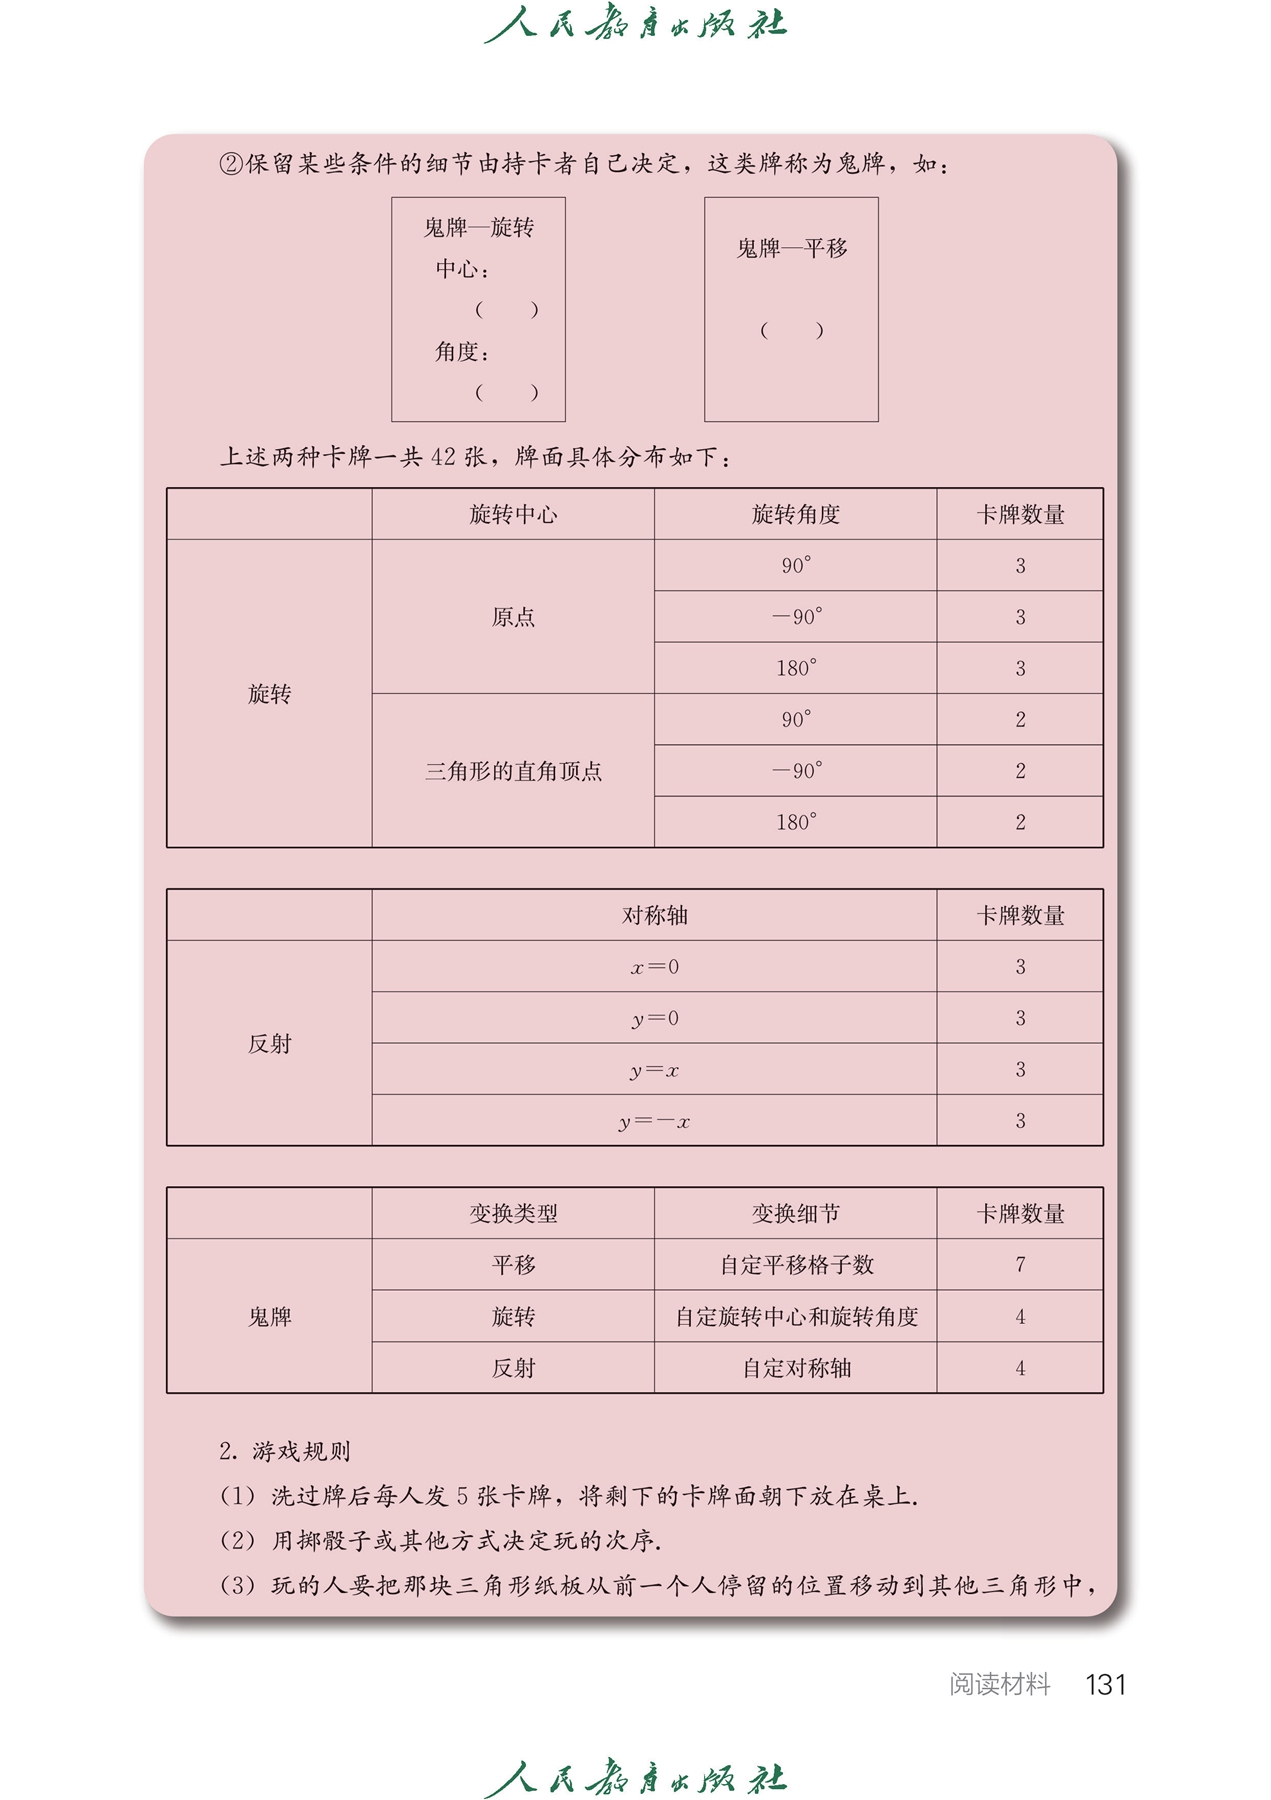 人民教育出版社
②保留某些条件的细节由持卡者自己决定，这类牌称为鬼牌，如：
鬼牌—旋转
中心：
（　　）
角度：
（　　）
鬼牌—平移
（　　）
上述两种卡牌一共 42 张，牌面具体分布如下：
旋转中心 旋转角度 卡牌数量
旋转 原点 90° 3
－90° 3
180° 3
三角形的直角顶点 90° 2
－90° 2
180° 2
对称轴 卡牌数量
反射 x＝0 3
y＝0 3
y＝x 3
y＝－x 3
变换类型 变换细节 卡牌数量
鬼牌 平移 自定平移格子数 7
旋转 自定旋转中心和旋转角度 4
反射 自定对称轴 4
2. 游戏规则
（1）洗过牌后每人发 5 张卡牌，将剩下的卡牌面朝下放在桌上．
（2）用掷骰子或其他方式决定玩的次序．
（3）玩的人要把那块三角形纸板从前一个人停留的位置移动到其他三角形中，
阅读材料 131
人民教育出版社